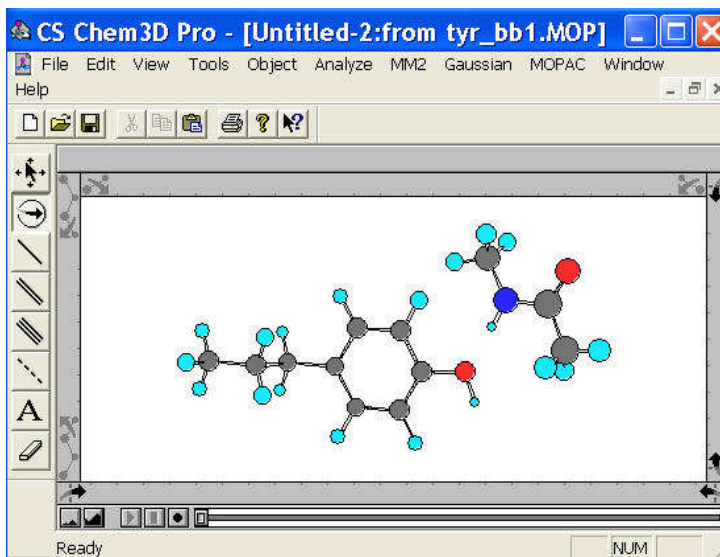 CS Chem3D Pro - [Untitled-2:from tyr_bb1.MOP]
File Edit View Tools Object Analyze MM2 Gaussian MOPAC Window
Help
A
Ready NUM